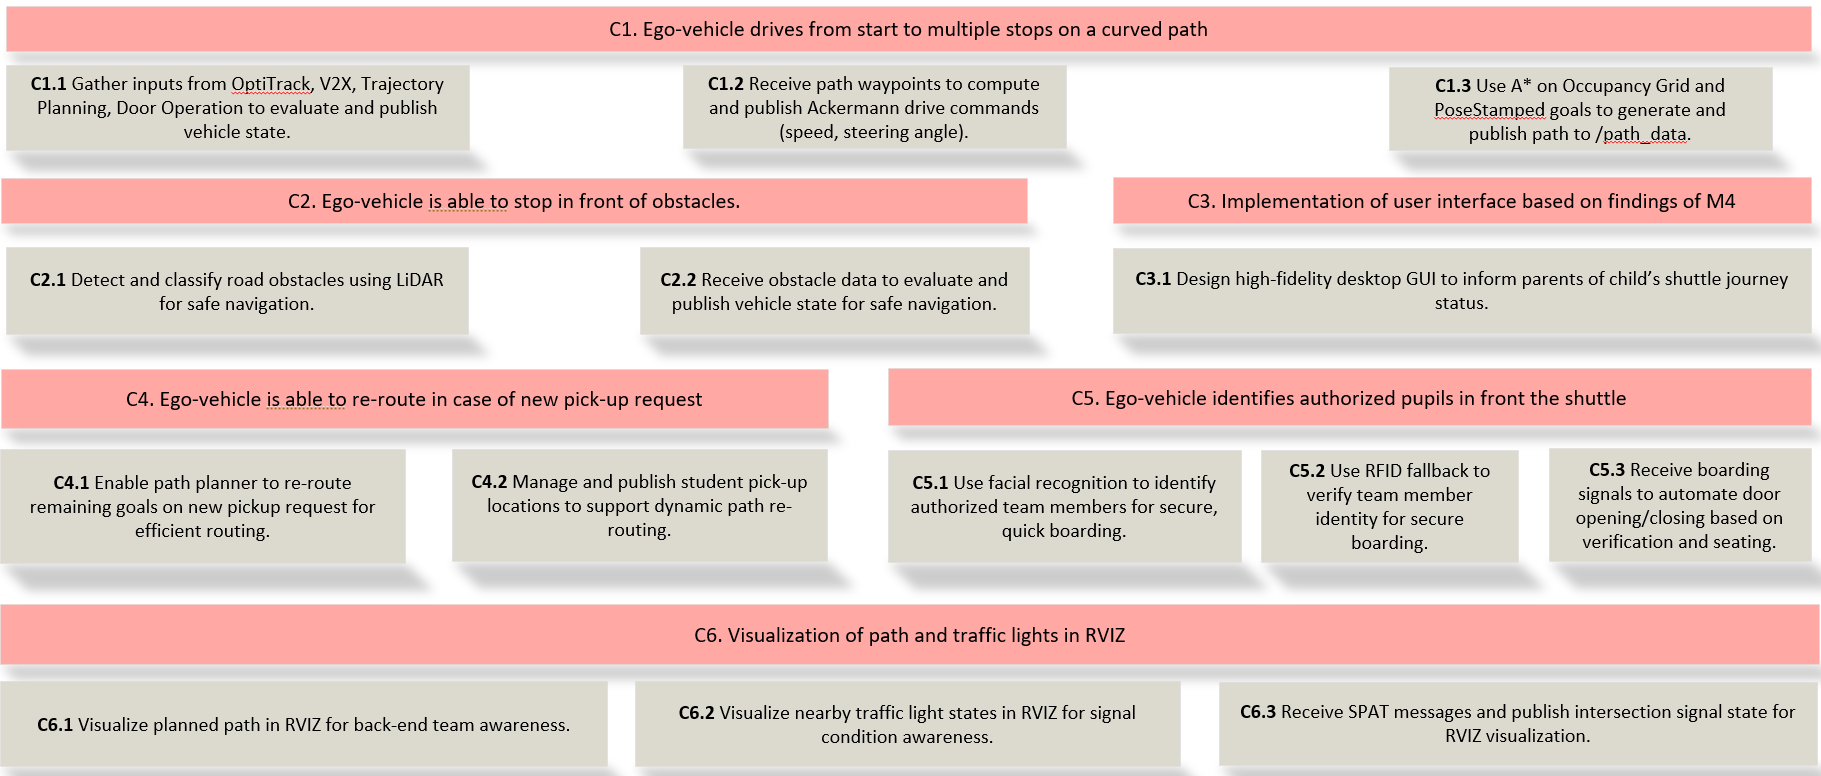 C1. Ego-vehicle drives from start to multiple stops on a curved path
C1.1 Gather inputs from OptiTrack, V2X, Trajectory
Planning, Door Operation to evaluate and publish
vehicle state.
C1.2 Receive path waypoints to compute
and publish Ackermann drive commands
(speed, steering angle).
C1.3 Use A* on Occupancy Grid and
PoseStamped goals to generate and
publish path to /path_data.
C2. Ego-vehicle is able to stop in front of obstacles.
C3. Implementation of user interface based on findings of M4
C2.1 Detect and classify road obstacles using LiDAR
for safe navigation.
C2.2 Receive obstacle data to evaluate and
publish vehicle state for safe navigation.
C3.1 Design high-fidelity desktop GUI to inform parents of child’s shuttle journey
status.
C4. Ego-vehicle is able to re-route in case of new pick-up request
C5. Ego-vehicle identifies authorized pupils in front the shuttle
C4.1 Enable path planner to re-route
remaining goals on new pickup request for
efficient routing.
C4.2 Manage and publish student pick-up
locations to support dynamic path re-
routing.
C5.1 Use facial recognition to identify
authorized team members for secure,
quick boarding.
C5.2 Use RFID fallback to
verify team member
identity for secure
boarding.
C5.3 Receive boarding
signals to automate door
opening/closing based on
verification and seating.
C6. Visualization of path and traffic lights in RVIZ
C6.1 Visualize planned path in RVIZ for back-end team awareness.
C6.2 Visualize nearby traffic light states in RVIZ for signal
condition awareness.
C6.3 Receive SPAT messages and publish intersection signal state for
RVIZ visualization.